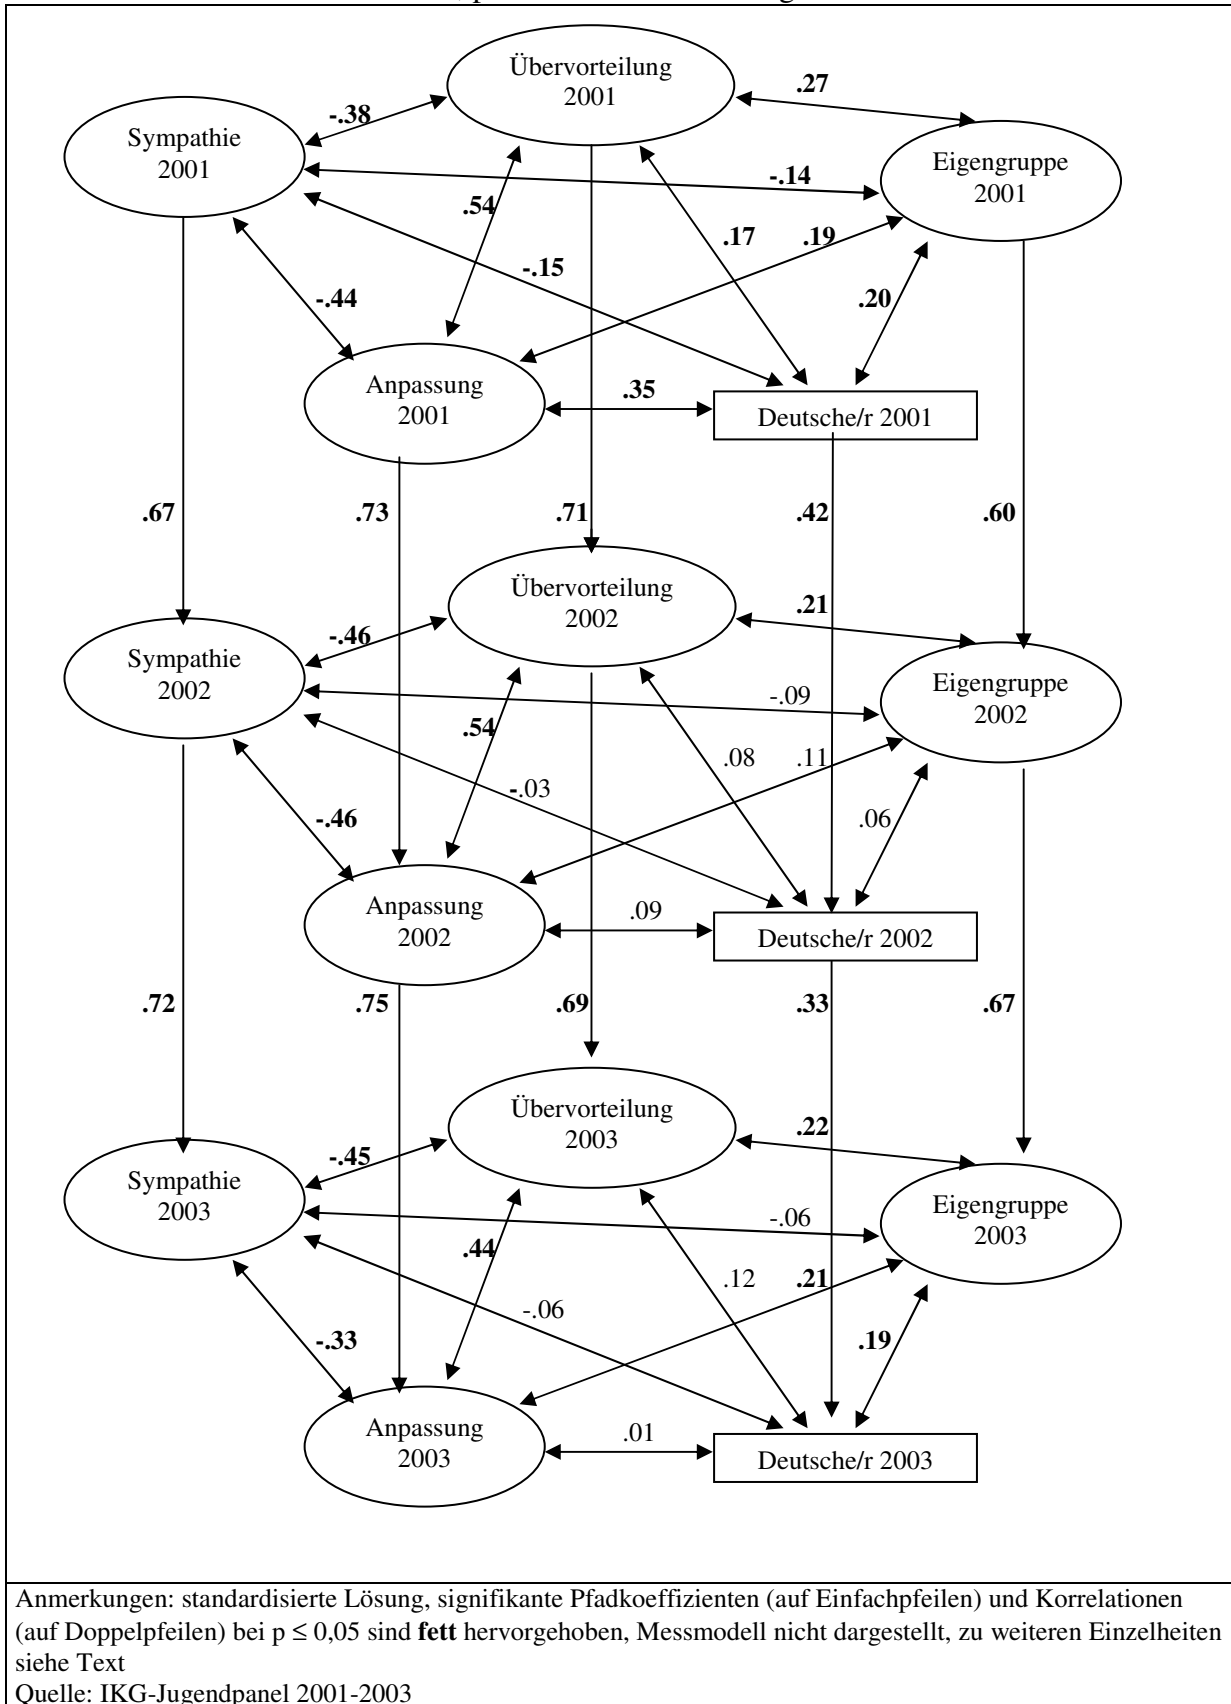 Übervorteilung
2001
.27
-.38
Sympathie
2001
Eigengruppe
2001
-.14
.54
.17
.19
-.15
-.44
.20
Anpassung
2001
.35
Deutsche/r 2001
.67
.73
.71
.42
.60
Übervorteilung
2002
.21
-.46
Sympathie
2002
Eigengruppe
2002
-.09
.54
.08
.11
-.03
-.46
.06
Anpassung
2002
.09
Deutsche/r 2002
.72
.75
.69
.33
.67
Übervorteilung
2003
.22
-.45
Sympathie
2003
Eigengruppe
2003
-.06
.44
.12
.21
-.06
-.33
.19
Anpassung
2003
.01
Deutsche/r 2003
Anmerkungen: standardisierte Lösung, signifikante Pfadkoeffizienten (auf Einfachpfeilen) und Korrelationen
(auf Doppelpfeilen) bei p ≤ 0,05 sind fett hervorgehoben, Messmodell nicht dargestellt, zu weiteren Einzelheiten
siehe Text
Quelle: IKG-Jugendpanel 2001-2003